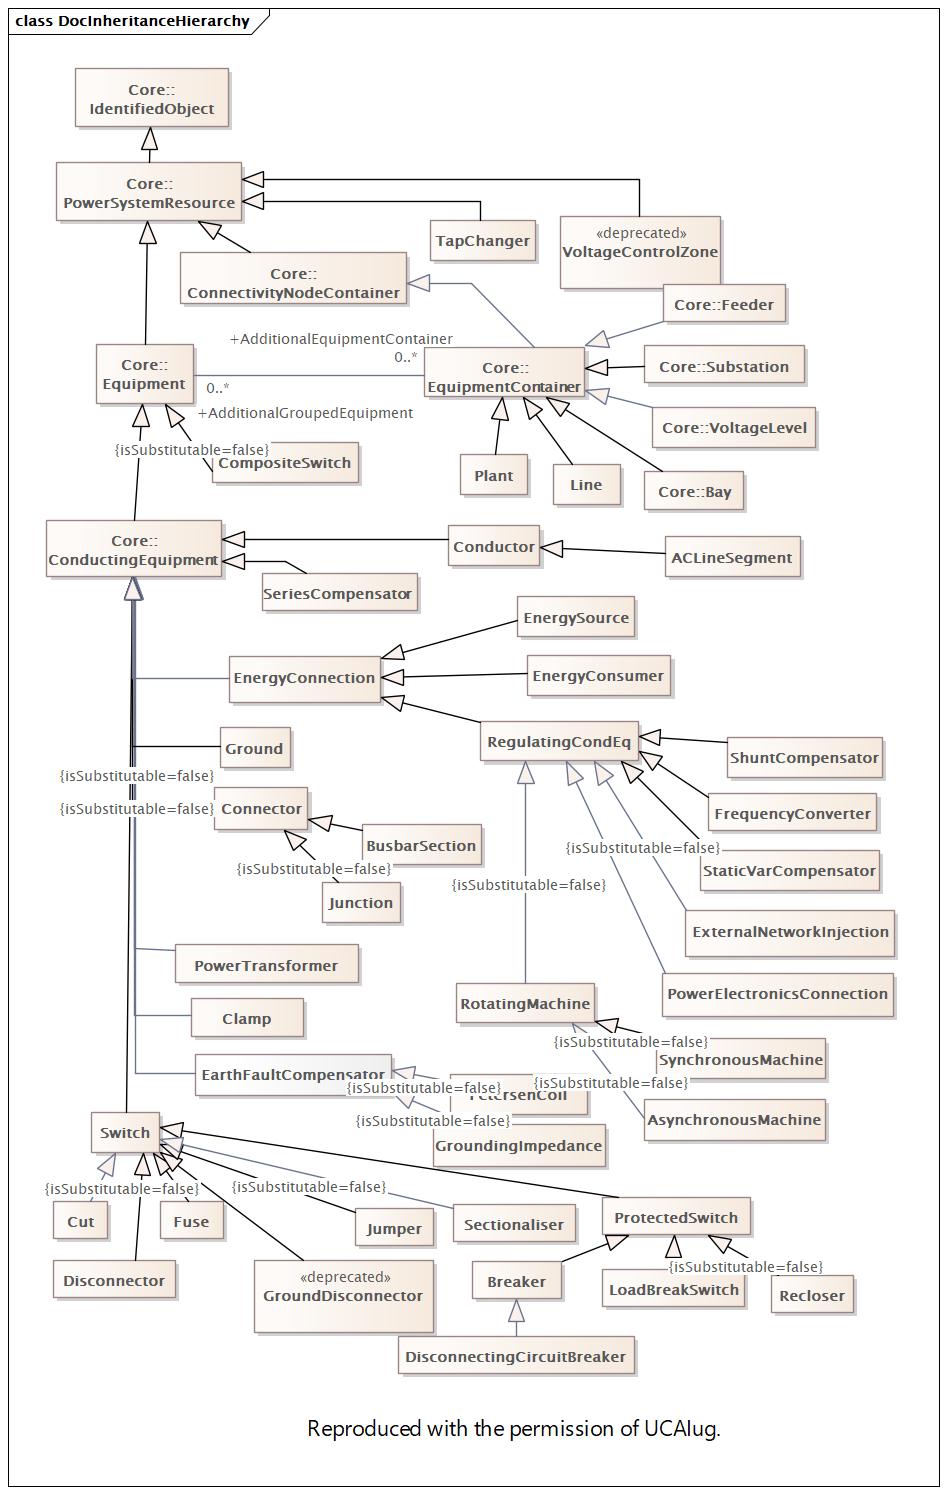 class DocInheritanceHierarchy
Core::
IdentifiedObject
Core::
PowerSystemResource
TapChanger
«deprecated»
VoltageControlZone
Core::
ConnectivityNodeContainer
Core::Feeder
+AdditionalEquipmentContainer
0..*
Core::
Equipment
0..*
+AdditionalGroupedEquipment
Core::
EquipmentContainer
Core::Substation
Core::VoltageLevel
{isSubstitutable=false}
CompositeSwitch
Plant
Line
Core::Bay
Core::
ConductingEquipment
Conductor
ACLineSegment
SeriesCompensator
EnergySource
EnergyConnection
EnergyConsumer
RegulatingCondEq
Ground
ShuntCompensator
{isSubstitutable=false}
{isSubstitutable=false}
Connector
FrequencyConverter
BusbarSection
{isSubstitutable=false}
{isSubstitutable=false}
StaticVarCompensator
{isSubstitutable=false}
Junction
ExternalNetworkInjection
PowerTransformer
RotatingMachine
PowerElectronicsConnection
Clamp
{isSubstitutable=false}
SynchronousMachine
EarthFaultCompensator
{isSubstitutable=false}
{isSubstitutable=false}
PetersenCoil
{isSubstitutable=false}
AsynchronousMachine
Switch
GroundingImpedance
{isSubstitutable=false}
{isSubstitutable=false}
Cut
Fuse
Jumper
Sectionaliser
ProtectedSwitch
Disconnector
«deprecated»
GroundDisconnector
Breaker
{isSubstitutable=false}
LoadBreakSwitch
Recloser
DisconnectingCircuitBreaker
Reproduced with the permission of UCAIug.